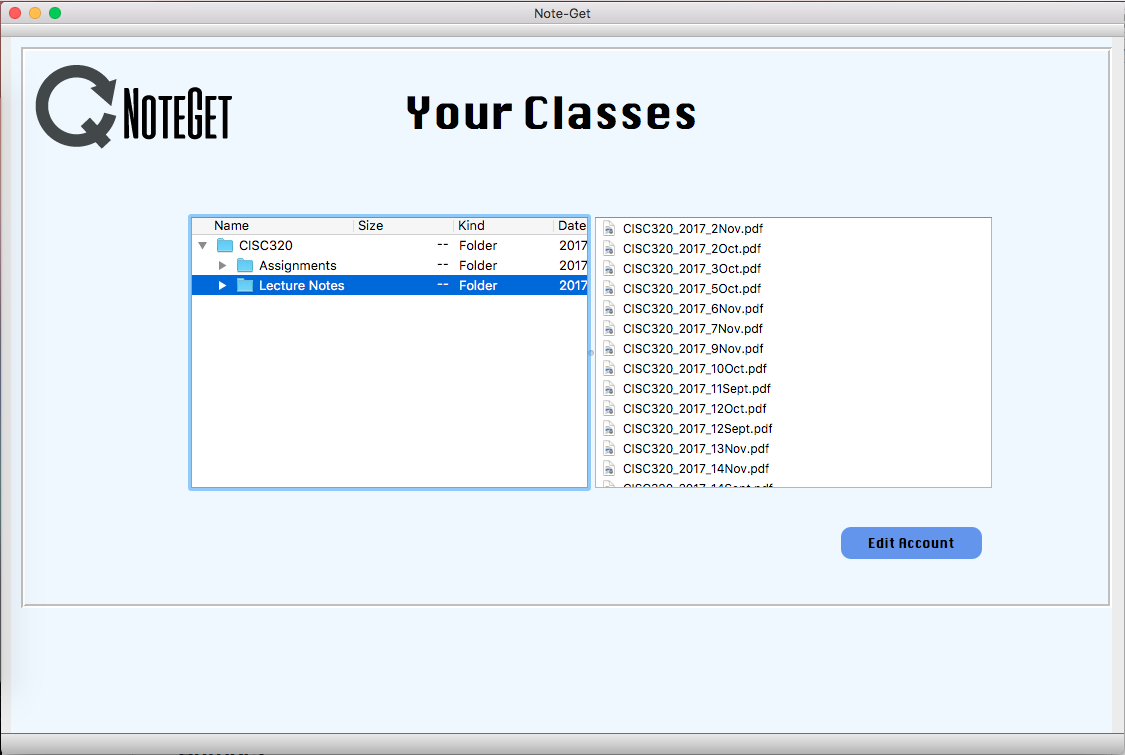 Note-Get
NOTEGET
Your Classes
Name Size Kind Date
CISC320 -- Folder 2017
Assignments -- Folder 2017
Lecture Notes -- Folder 2017
CISC320_2017_2Nov.pdf
CISC320_2017_2Oct.pdf
CISC320_2017_3Oct.pdf
CISC320_2017_5Oct.pdf
CISC320_2017_6Nov.pdf
CISC320_2017_7Nov.pdf
CISC320_2017_9Nov.pdf
CISC320_2017_10Oct.pdf
CISC320_2017_11Sept.pdf
CISC320_2017_12Oct.pdf
CISC320_2017_12Sept.pdf
CISC320_2017_13Nov.pdf
CISC320_2017_14Nov.pdf
CISC320_2017_14Sept.pdf
Edit Account